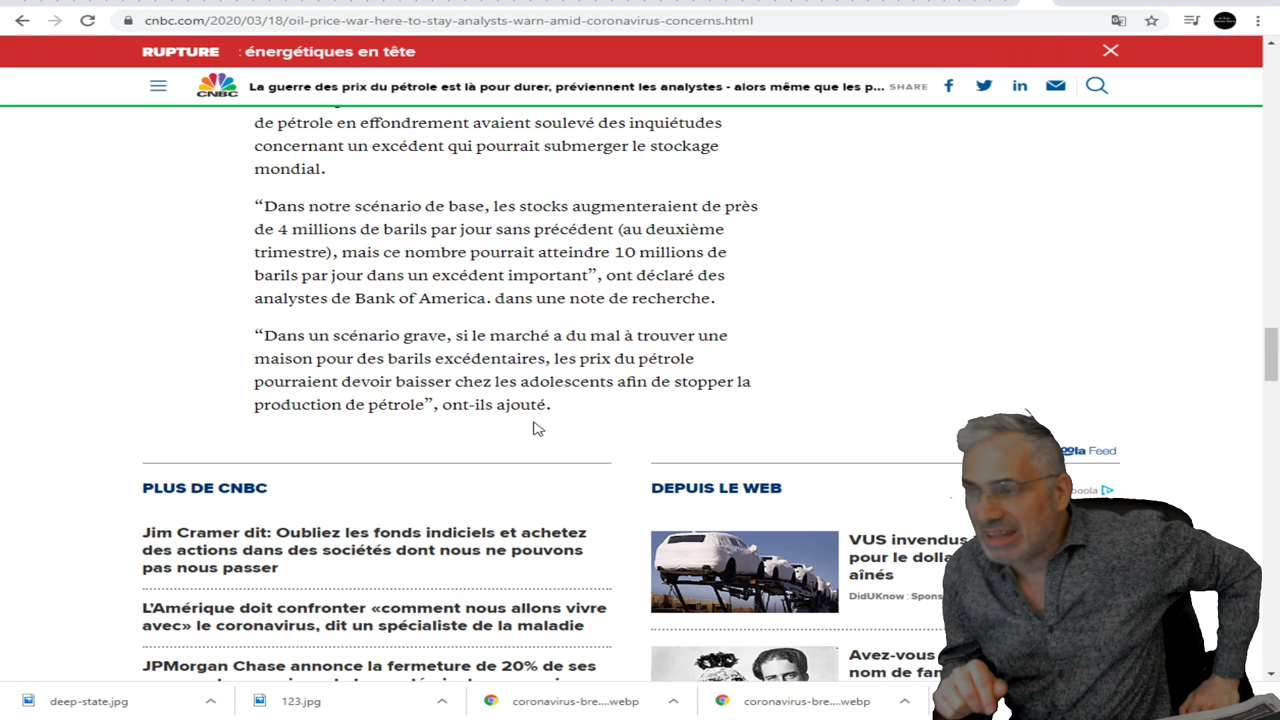 cnbc.com/2020/03/18/oil-price-war-here-to-stay-analysts-warn-amid-coronavirus-concerns.html
RUPTURE : énergétiques en tête
CNBC La guerre des prix du pétrole est là pour durer, préviennent les analystes - alors même que les p... SHARE
de pétrole en effondrement avaient soulevé des inquiétudes
concernant un excédent qui pourrait submerger le stockage
mondial.
“Dans notre scénario de base, les stocks augmenteraient de près
de 4 millions de barils par jour sans précédent (au deuxième
trimestre), mais ce nombre pourrait atteindre 10 millions de
barils par jour dans un excédent important”, ont déclaré des
analystes de Bank of America. dans une note de recherche.
“Dans un scénario grave, si le marché a du mal à trouver une
maison pour des barils excédentaires, les prix du pétrole
pourraient devoir baisser chez les adolescents afin de stopper la
production de pétrole”, ont-ils ajouté.
Feed
PLUS DE CNBC
Jim Cramer dit: Oubliez les fonds indiciels et achetez
des actions dans des sociétés dont nous ne pouvons
pas nous passer
L’Amérique doit confronter «comment nous allons vivre
avec» le coronavirus, dit un spécialiste de la maladie
JPMorgan Chase annonce la fermeture de 20% de ses
DEPUIS LE WEB
VUS invendus
pour le
aînés
DidUKnow :
Avez-vous
nom de
deep-state.jpg
123.jpg
coronavirus-bre....webp
coronavirus-bre....webp